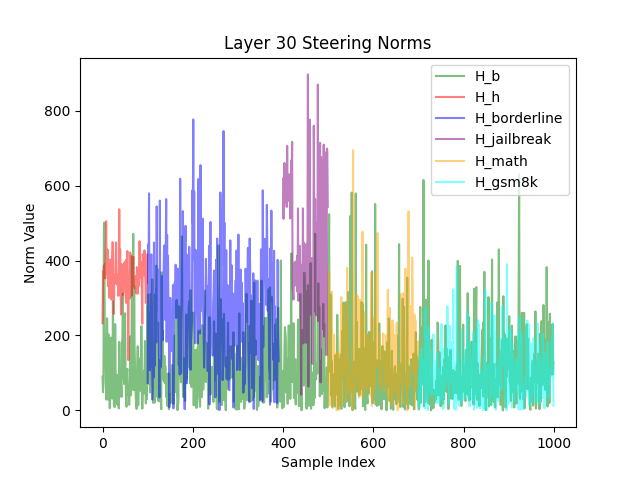 Layer 30 Steering Norms
H_b
H_h
H_borderline
H_jailbreak
H_math
H_gsm8k
Norm Value
800
600
400
200
0
0
200
400
600
800
1000
Sample Index